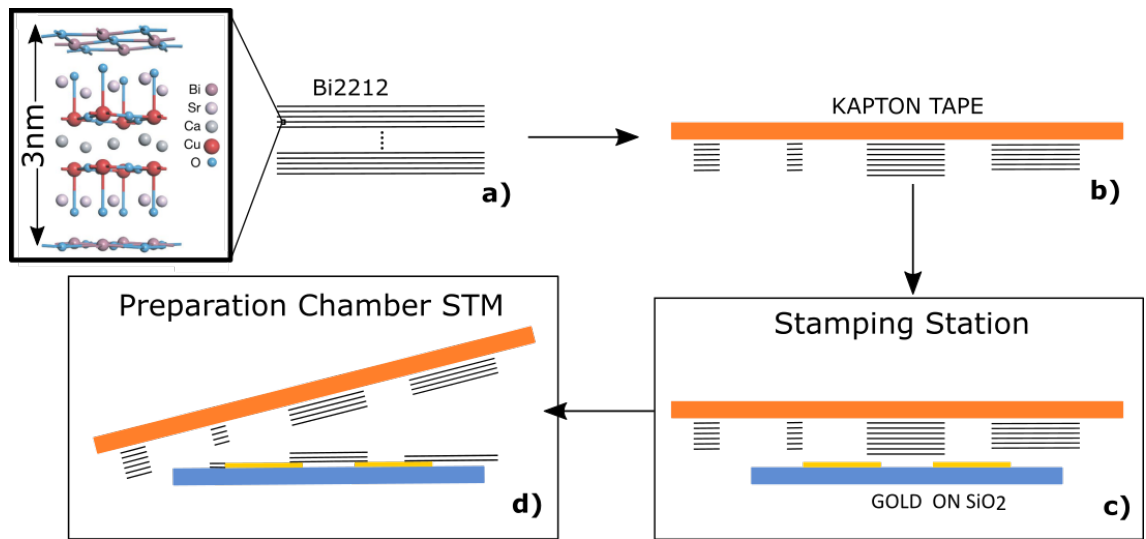 3nm
Bi
Sr
Ca
Cu
O
Bi2212
a)
KAPTON TAPE
b)
Preparation Chamber STM
d)
Stamping Station
GOLD ON SiO2
c)